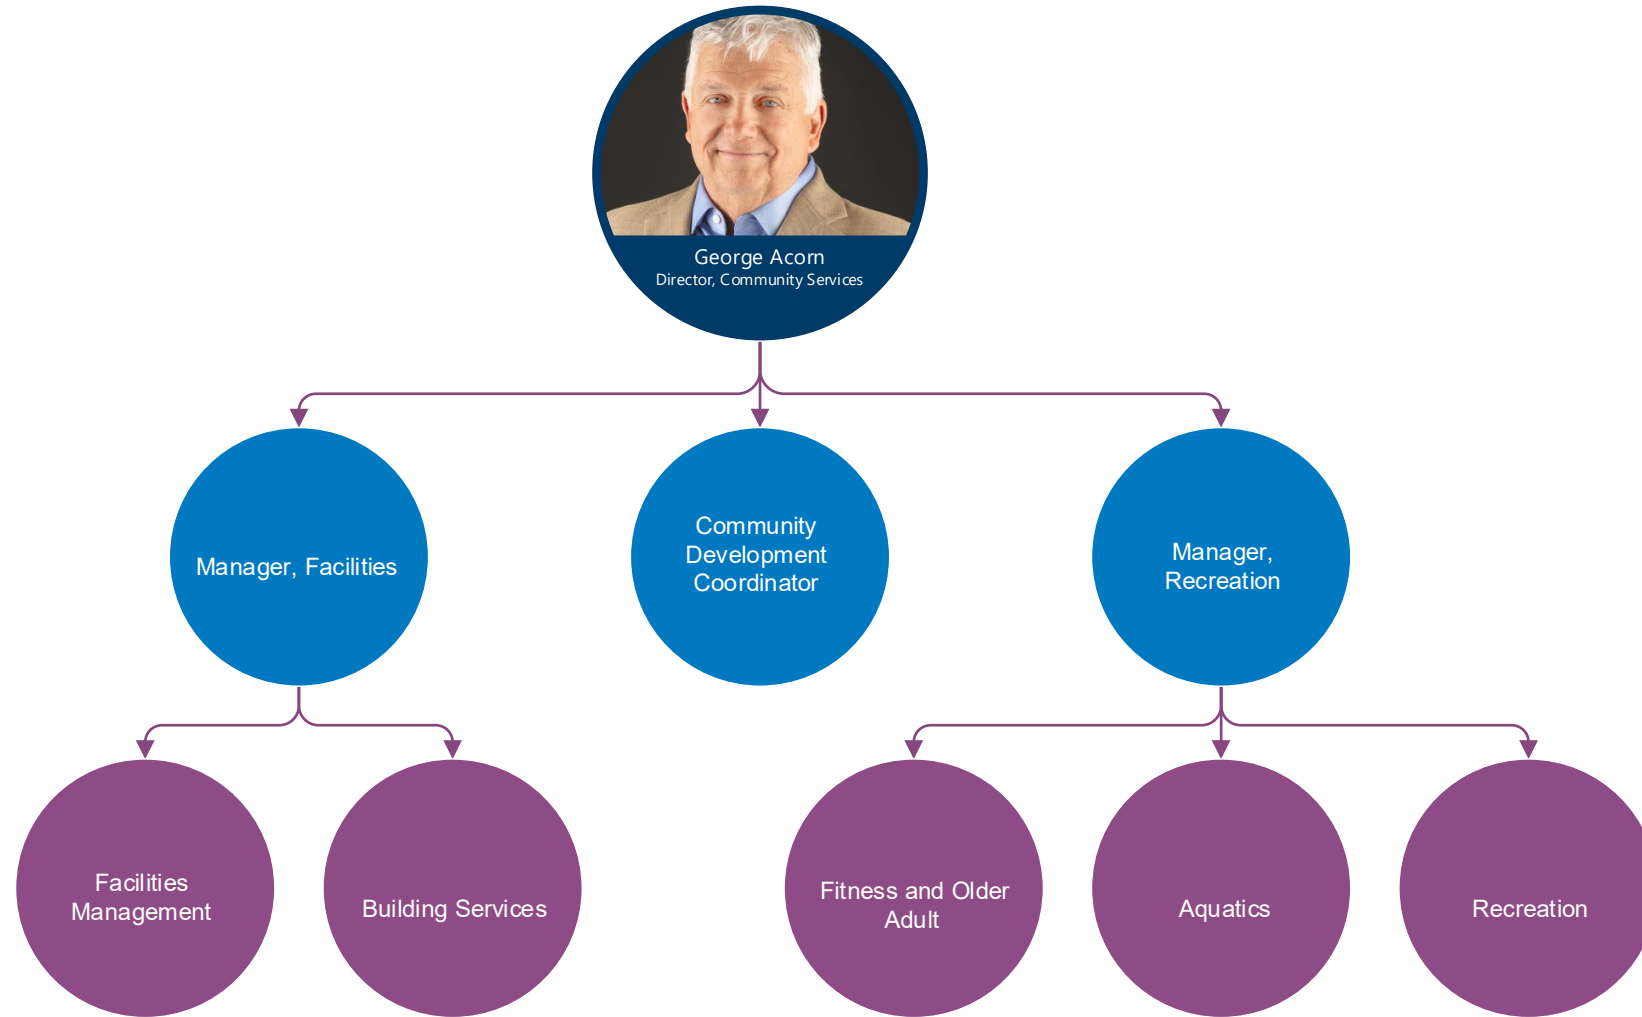 George Acorn
Director, Community Services
Manager, Facilities
Community
Development
Coordinator
Manager,
Recreation
Facilities
Management
Building Services
Fitness and Older
Adult
Aquatics
Recreation